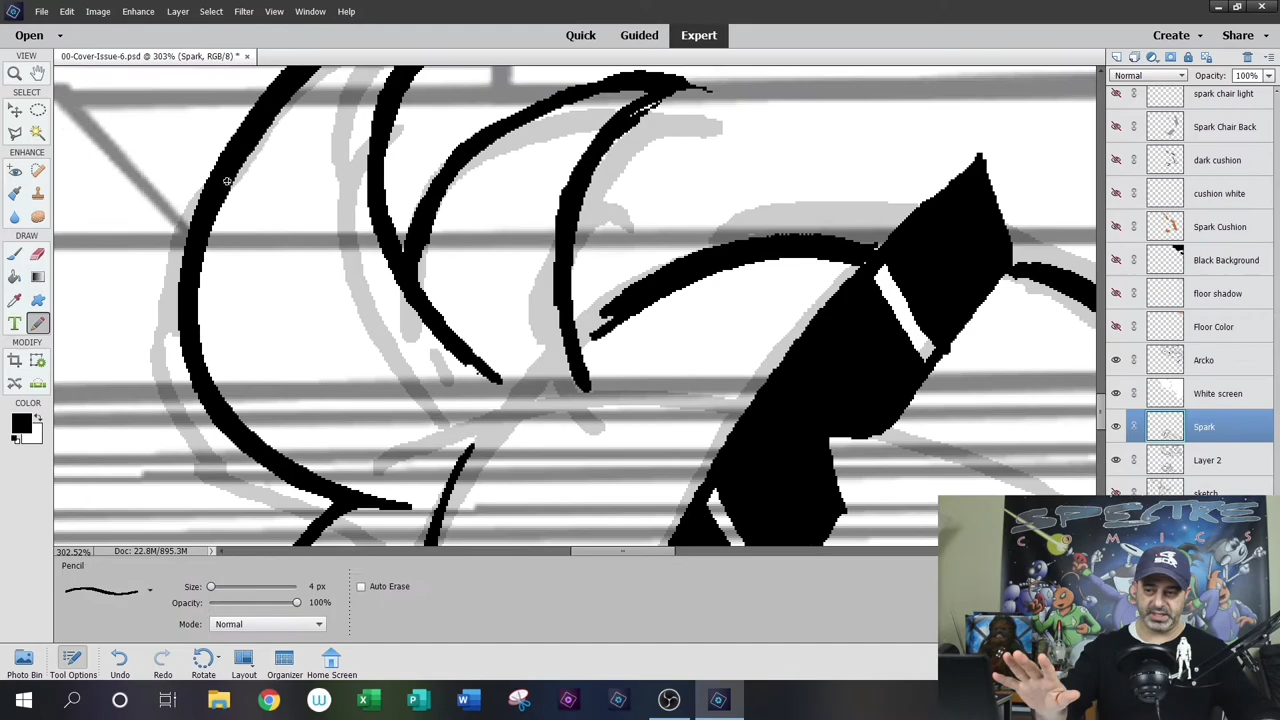 File Edit Image Enhance Layer Select Filter View Window Help
Open Quick Guided Expert Create Share
VIEW 00-Cover-Issue-6.psd @ 303% (Spark, RGB/8) * ×
Normal Opacity: 100%
SELECT
ENHANCE
DRAW
MODIFY
COLOR
spark chair light
Spark Chair Back
dark cushion
cushion white
Spark Cushion
Black Background
floor shadow
Floor Color
Arcko
White screen
Spark
Layer 2
sketch
SPECTRE
COMICS
302.52% Doc: 22.8M/895.3M
Pencil
Size: 4 px Auto Erase
Opacity: 100%
Mode: Normal
Photo Bin Tool Options Undo Redo Rotate Layout Organizer Home Screen